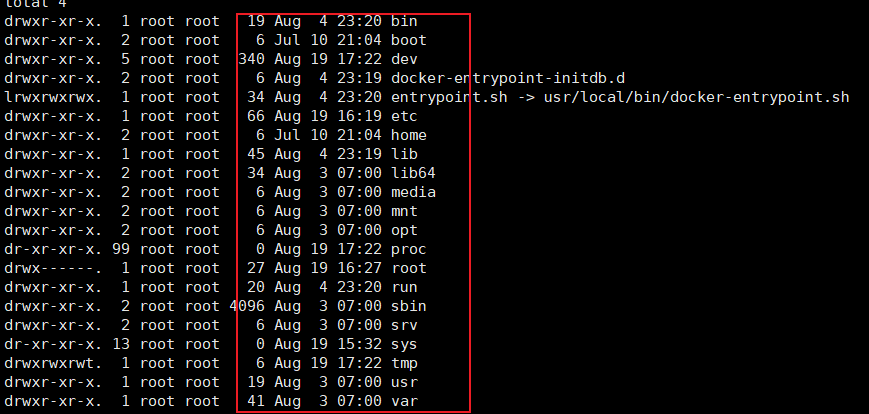 total 4
drwxr-xr-x.  1 root root   19 Aug  4 23:20 bin
drwxr-xr-x.  2 root root    6 Jul 10 21:04 boot
drwxr-xr-x.  5 root root  340 Aug 19 17:22 dev
drwxr-xr-x.  2 root root    6 Aug  4 23:19 docker-entrypoint-initdb.d
lrwxrwxrwx.  1 root root   34 Aug  4 23:20 entrypoint.sh -> usr/local/bin/docker-entrypoint.sh
drwxr-xr-x.  1 root root   66 Aug 19 16:19 etc
drwxr-xr-x.  2 root root    6 Jul 10 21:04 home
drwxr-xr-x.  1 root root   45 Aug  4 23:19 lib
drwxr-xr-x.  2 root root   34 Aug  3 07:00 lib64
drwxr-xr-x.  2 root root    6 Aug  3 07:00 media
drwxr-xr-x.  2 root root    6 Aug  3 07:00 mnt
drwxr-xr-x.  2 root root    6 Aug  3 07:00 opt
dr-xr-xr-x. 99 root root    0 Aug 19 17:22 proc
drwx------.  1 root root   27 Aug 19 16:27 root
drwxr-xr-x.  1 root root   20 Aug  4 23:20 run
drwxr-xr-x.  2 root root 4096 Aug  3 07:00 sbin
drwxr-xr-x.  2 root root    6 Aug  3 07:00 srv
dr-xr-xr-x. 13 root root    0 Aug 19 15:32 sys
drwxrwxrwt.  1 root root    6 Aug 19 17:22 tmp
drwxr-xr-x.  1 root root   19 Aug  3 07:00 usr
drwxr-xr-x.  1 root root   41 Aug  3 07:00 var